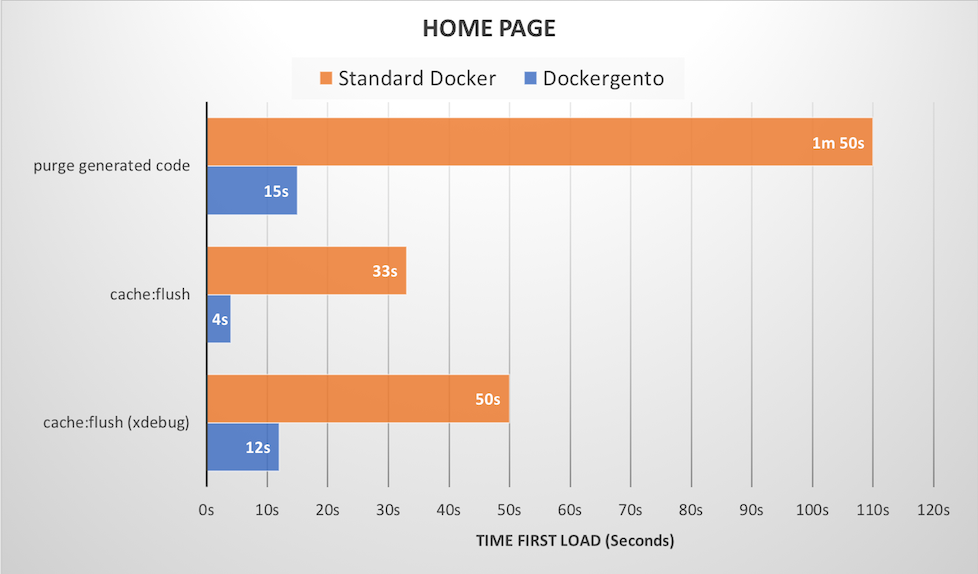 HOME PAGE
Standard Docker Dockergento
purge generated code
1m 50s
15s
cache:flush
33s
4s
cache:flush (xdebug)
50s
12s
0s 10s 20s 30s 40s 50s 60s 70s 80s 90s 100s 110s 120s
TIME FIRST LOAD (Seconds)